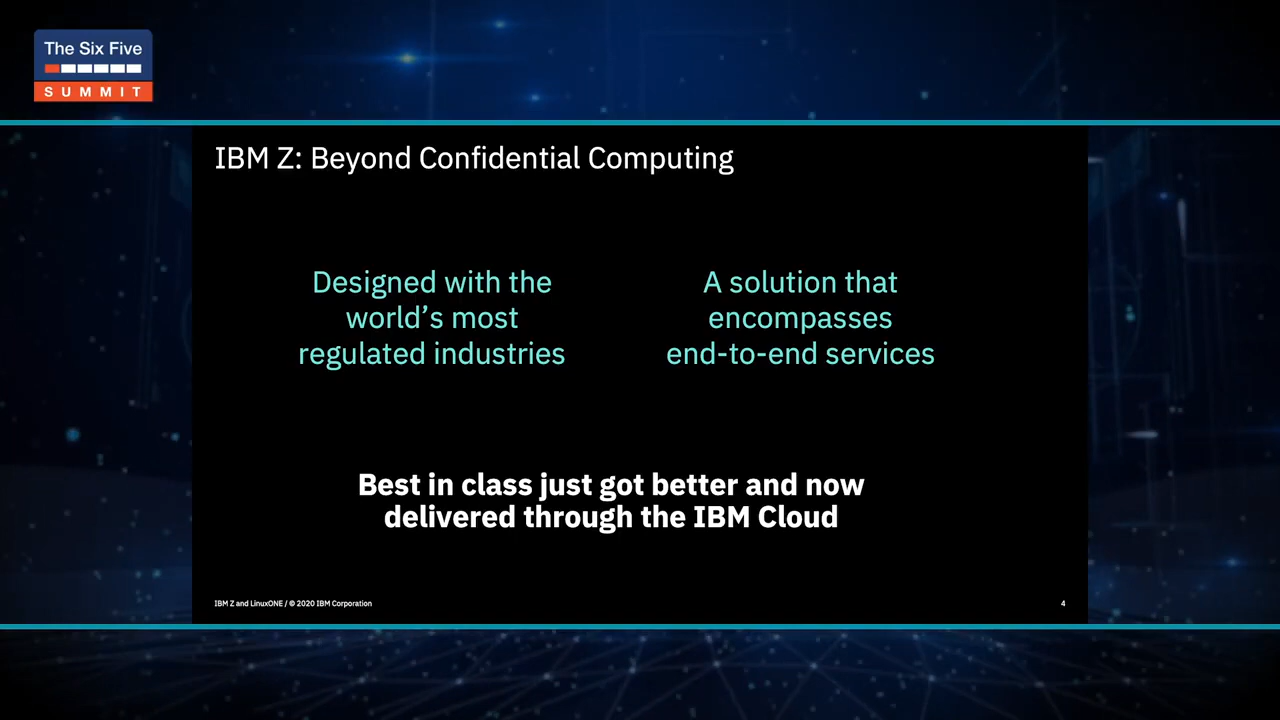 The Six Five
SUMMIT
IBM Z: Beyond Confidential Computing
Designed with the
world’s most
regulated industries
A solution that
encompasses
end-to-end services
Best in class just got better and now
delivered through the IBM Cloud
IBM Z and LinuxONE / © 2020 IBM Corporation
4